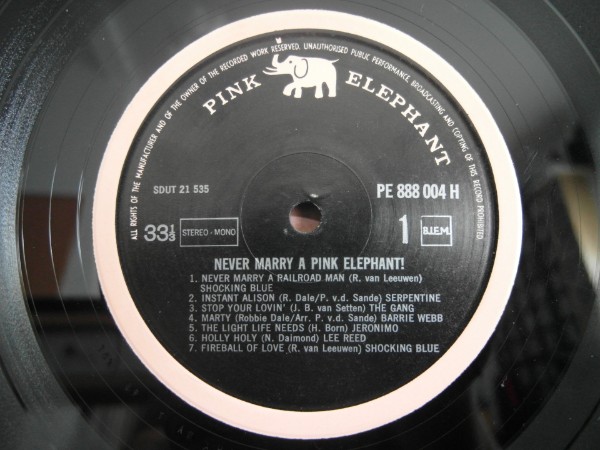 ALL RIGHTS OF THE MANUFACTURER AND OF THE OWNER OF THE RECORDED WORK RESERVED. UNAUTHORISED PUBLIC PERFORMANCE, BROADCASTING AND COPYING OF THIS RECORD PROHIBITED
PINK ELEPHANT
SDUT 21 535
PE 888 004 H
33 1/3
STEREO - MONO
1
B.I.E.M.
NEVER MARRY A PINK ELEPHANT!
1. NEVER MARRY A RAILROAD MAN (R. van Leeuwen)
SHOCKING BLUE
2. INSTANT ALISON (R. Dale/P. v.d. Sande) SERPENTINE
3. STOP YOUR LOVIN' (J. B. van Setten) THE GANG
4. MARTY (Robbie Dale/Arr. P. v.d. Sande) BARRIE WEBB
5. THE LIGHT LIFE NEEDS (H. Born) JERONIMO
6. HOLLY HOLY (N. Daimond) LEE REED
7. FIREBALL OF LOVE (R. van Leeuwen) SHOCKING BLUE